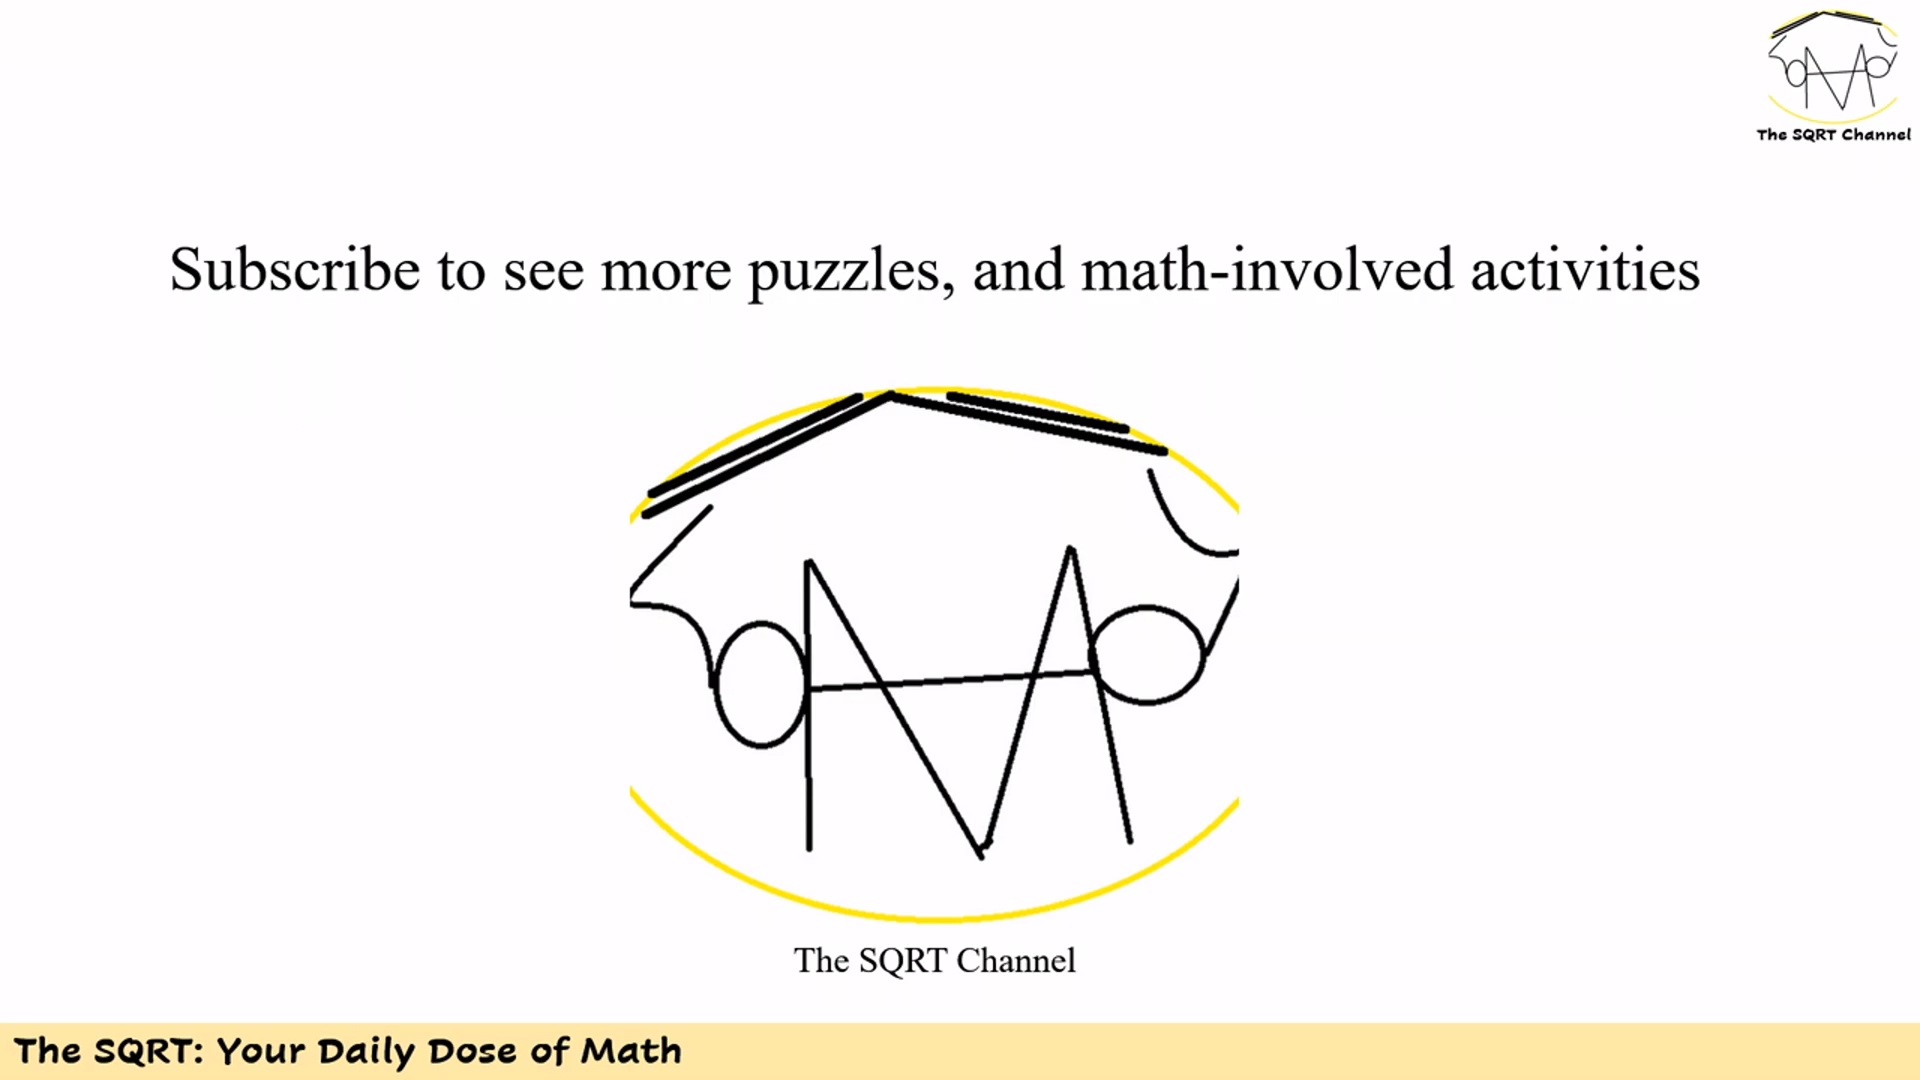 The SQRT Channel
Subscribe to see more puzzles, and math-involved activities
The SQRT Channel
The SQRT: Your Daily Dose of Math